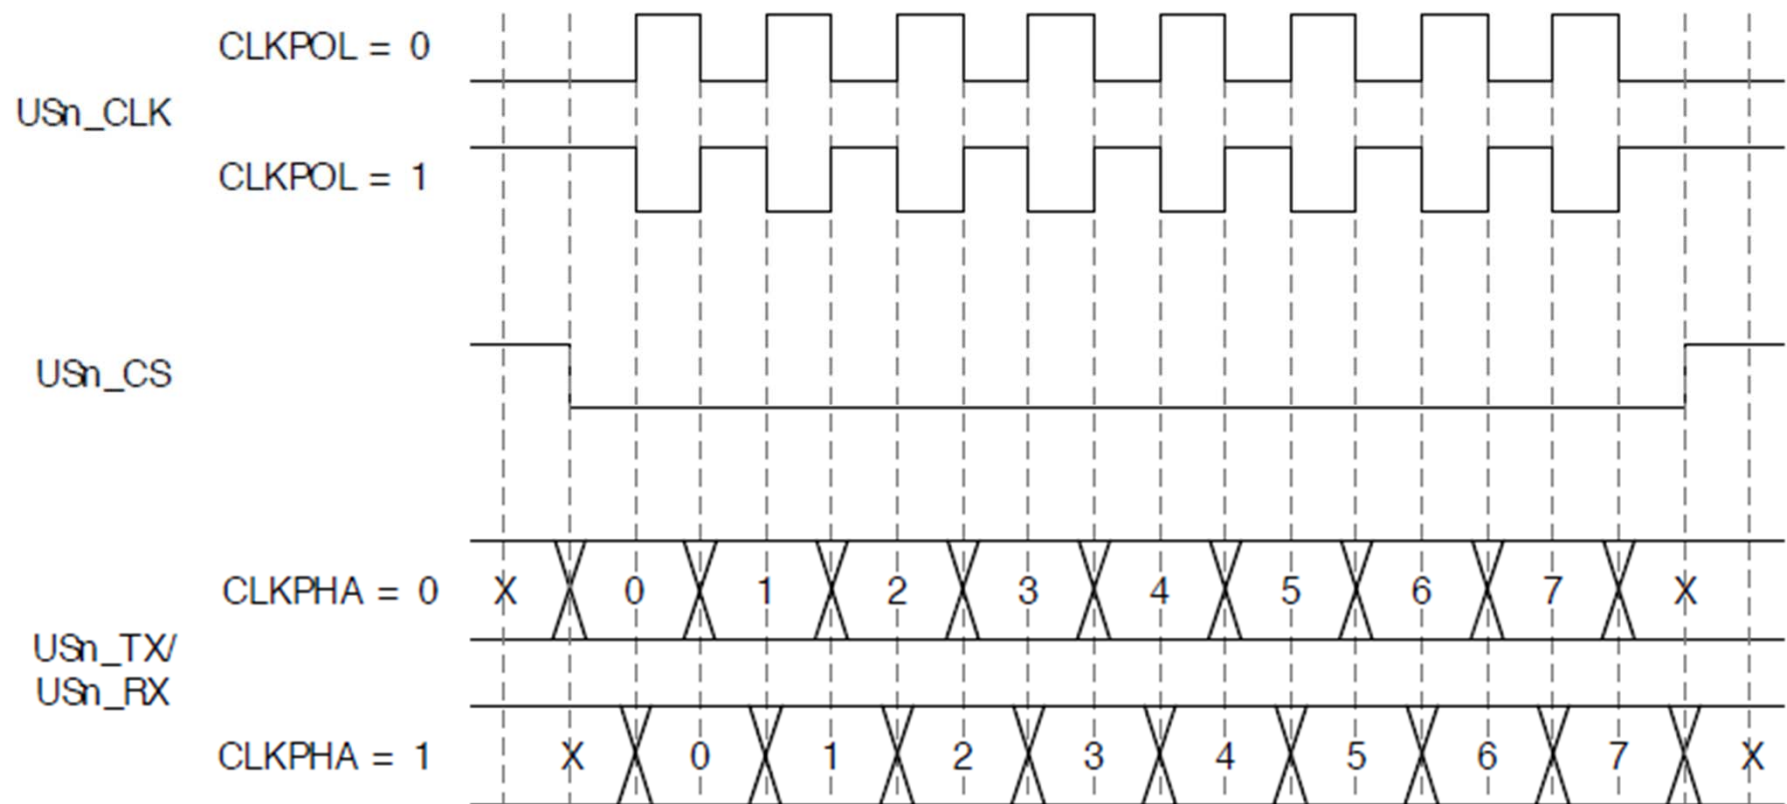 CLKPOL = 0
USn_CLK
CLKPOL = 1
USn_CS
CLKPHA = 0 X 0 1 2 3 4 5 6 7 X
USn_TX/
USn_RX
CLKPHA = 1 X 0 1 2 3 4 5 6 7 X